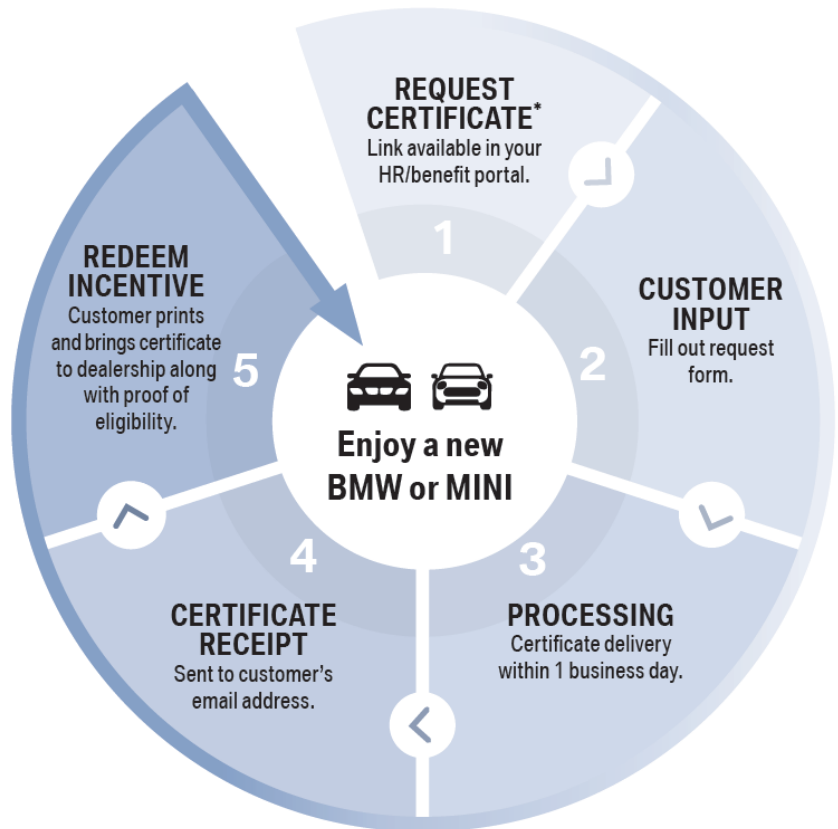 REQUEST
CERTIFICATE*
Link available in your
HR/benefit portal.
1
CUSTOMER
INPUT
Fill out request
form.
2
3
PROCESSING
Certificate delivery
within 1 business day.
4
CERTIFICATE
RECEIPT
Sent to customer’s
email address.
REDEEM
INCENTIVE
Customer prints
and brings certificate
to dealership along
with proof of
eligibility.
5
Enjoy a new
BMW or MINI